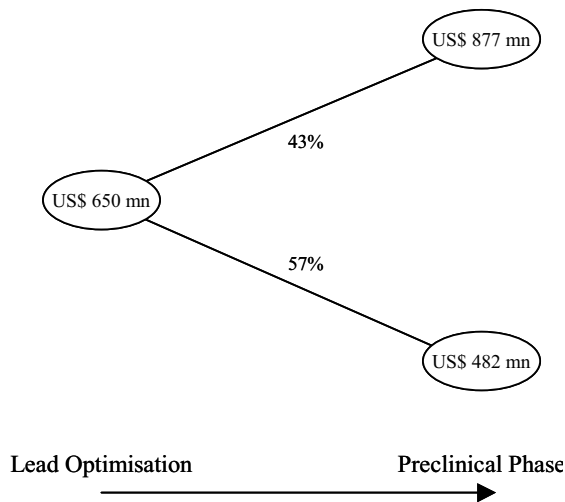 US$ 877 mn
43%
US$ 650 mn
57%
US$ 482 mn
Lead Optimisation
Preclinical Phase